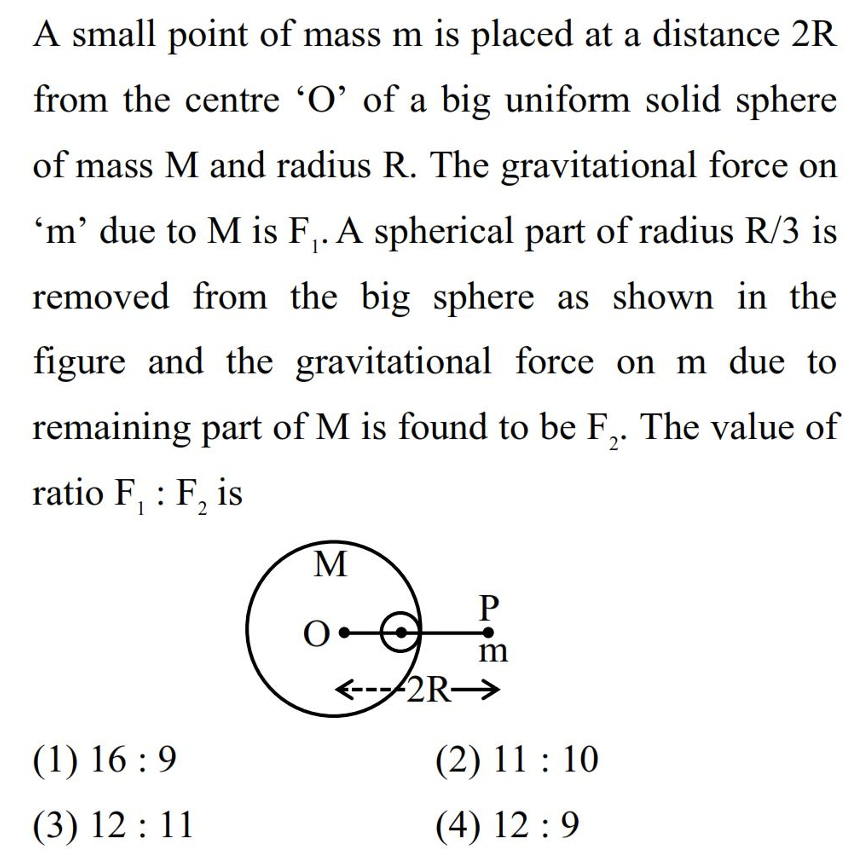 A small point of mass m is placed at a distance 2R
from the centre ‘O’ of a big uniform solid sphere
of mass M and radius R. The gravitational force on
‘m’ due to M is F₁. A spherical part of radius R/3 is
removed from the big sphere as shown in the
figure and the gravitational force on m due to
remaining part of M is found to be F₂. The value of
ratio F₁ : F₂ is
M
P
O
m
2R
(1) 16 : 9 (2) 11 : 10
(3) 12 : 11 (4) 12 : 9